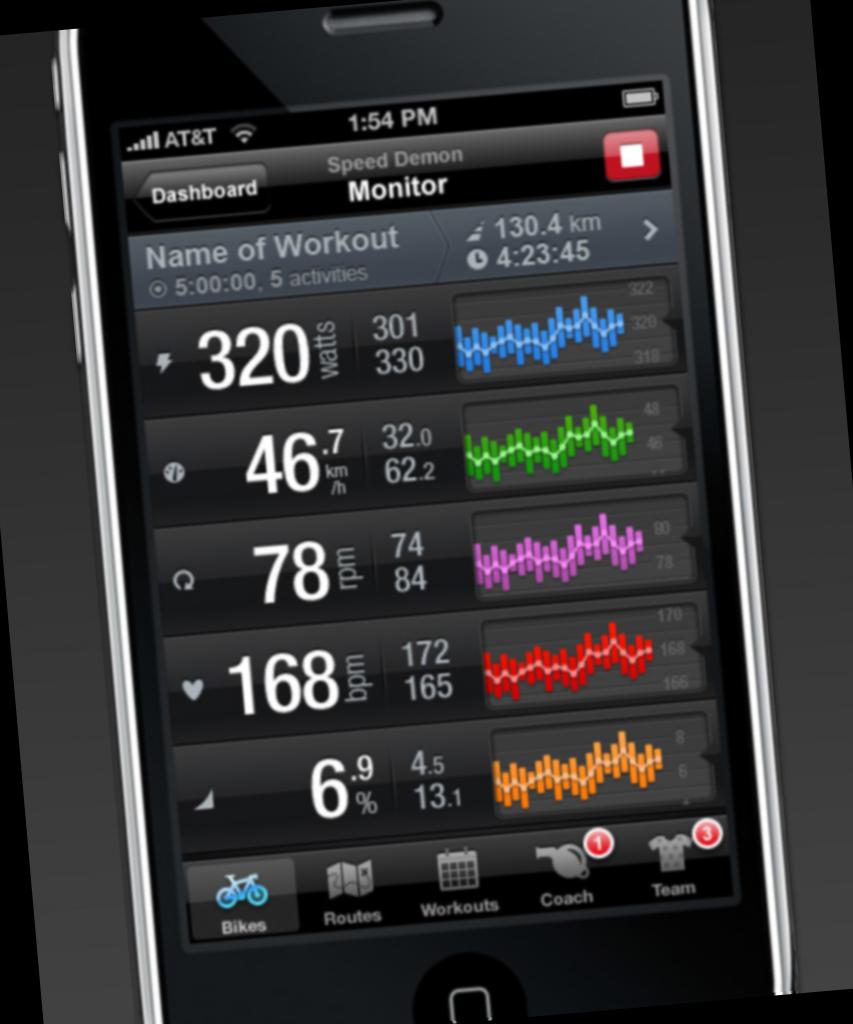 AT&T 1:54 PM
Dashboard
Speed Demon
Monitor
Name of Workout
5:00:00, 5 activities
130.4 km
4:23:45
320 watts
301
330
322
320
318
46.7 km/h
32.0
62.2
48
46
78 rpm
74
84
80
78
168 bpm
172
165
170
168
166
6.9 %
4.5
13.1
8
6
1
3
Bikes Routes Workouts Coach Team